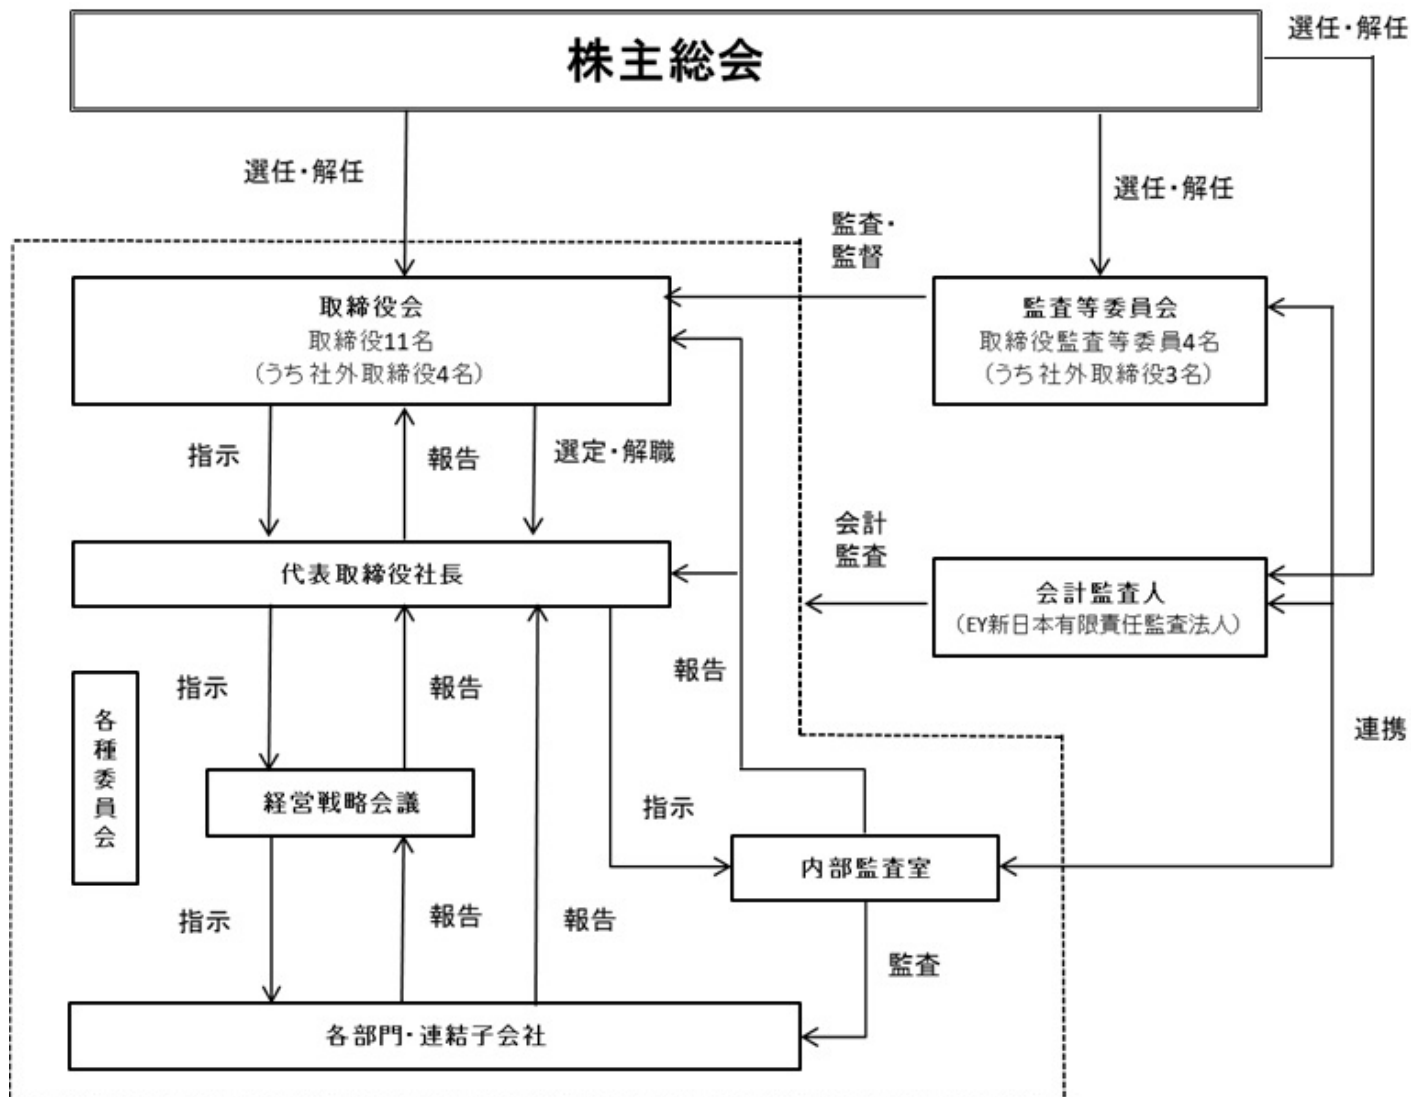 株主総会
選任・解任
選任・解任
選任・解任
監査・
監督
取締役会
取締役11名
(うち社外取締役4名)
監査等委員会
取締役監査等委員4名
(うち社外取締役3名)
指示
報告
選定・解職
会計
監査
代表取締役社長
会計監査人
(EY新日本有限責任監査法人)
指示
報告
報告
連携
各種委員会
経営戦略会議
指示
内部監査室
指示
報告
報告
監査
各部門・連結子会社